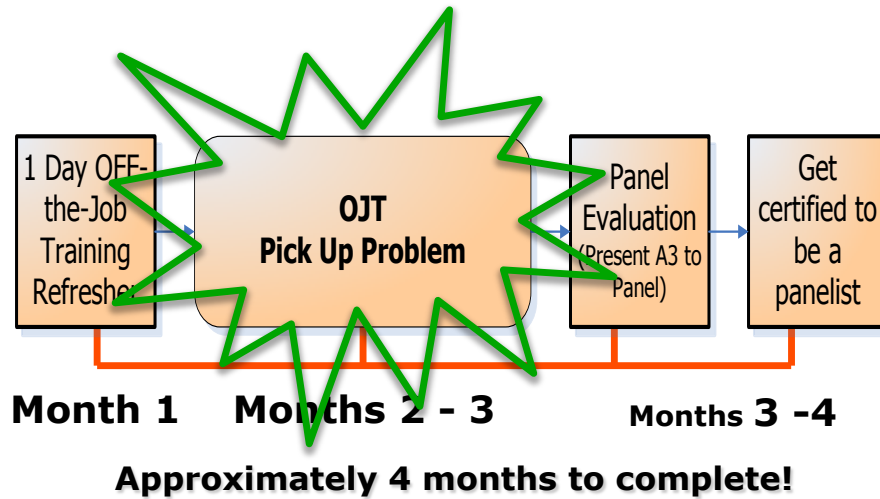 1 Day OFF-
the-Job
Training
Refresher
OJT
Pick Up Problem
Panel
Evaluation
(Present A3 to
Panel)
Get
certified to
be a
panelist
Month 1
Months 2 - 3
Months 3 -4
Approximately 4 months to complete!